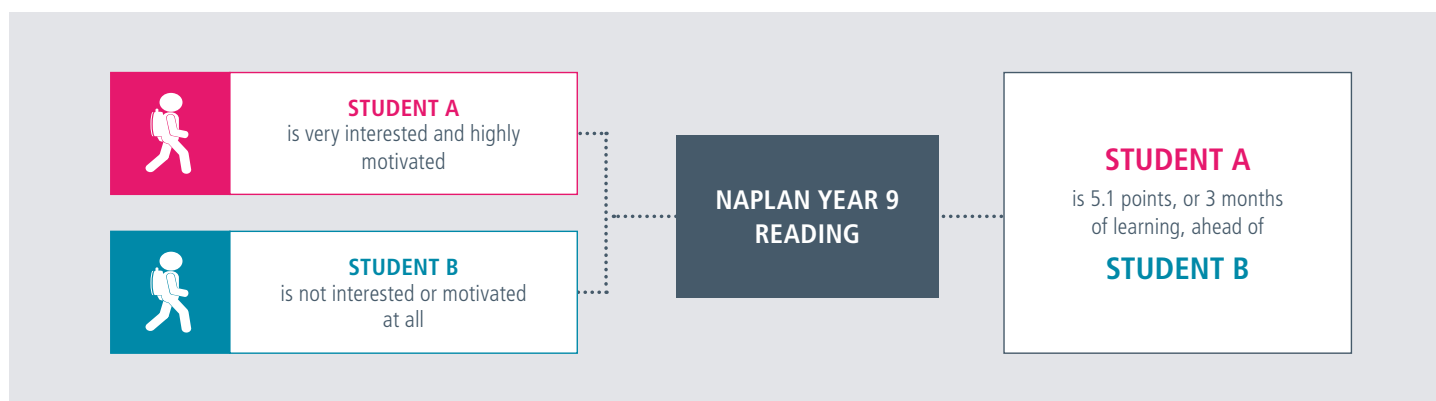 STUDENT A
is very interested and highly
motivated
STUDENT B
is not interested or motivated
at all
NAPLAN YEAR 9
READING
STUDENT A
is 5.1 points, or 3 months
of learning, ahead of
STUDENT B